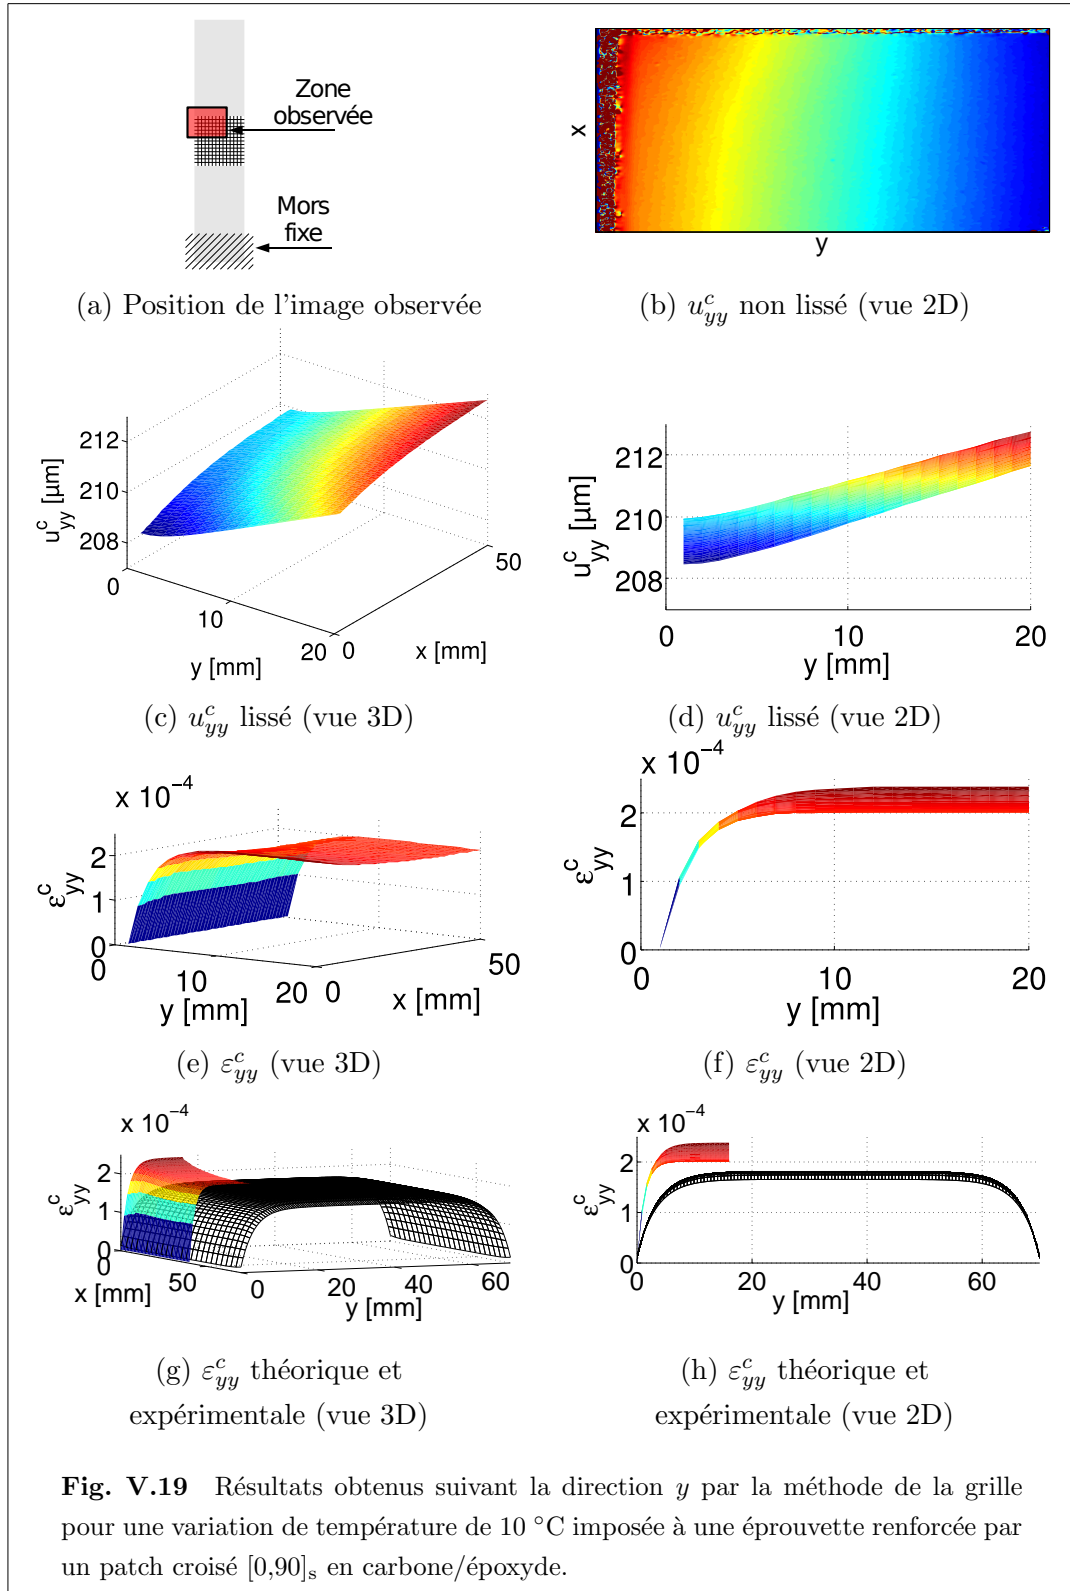 Zone
observée
Mors
fixe
x
y
(a) Position de l'image observée
(b) u^c_yy non lissé (vue 2D)
212
210
208
u^c_yy [µm]
0
10
20
y [mm]
0
50
x [mm]
212
210
208
u^c_yy [µm]
0
10
20
y [mm]
(c) u^c_yy lissé (vue 3D)
(d) u^c_yy lissé (vue 2D)
x 10^−4
2
1
0
ε^c_yy
0
10
20
y [mm]
0
50
x [mm]
x 10^−4
2
1
0
ε^c_yy
0
10
20
y [mm]
(e) ε^c_yy (vue 3D)
(f) ε^c_yy (vue 2D)
x 10^−4
2
1
0
ε^c_yy
0
50
x [mm]
0
20
40
60
y [mm]
x 10^−4
2
1
0
ε^c_yy
0
20
40
60
y [mm]
(g) ε^c_yy théorique et
expérimentale (vue 3D)
(h) ε^c_yy théorique et
expérimentale (vue 2D)
Fig. V.19 Résultats obtenus suivant la direction y par la méthode de la grille
pour une variation de température de 10 °C imposée à une éprouvette renforcée par
un patch croisé [0,90]_s en carbone/époxyde.